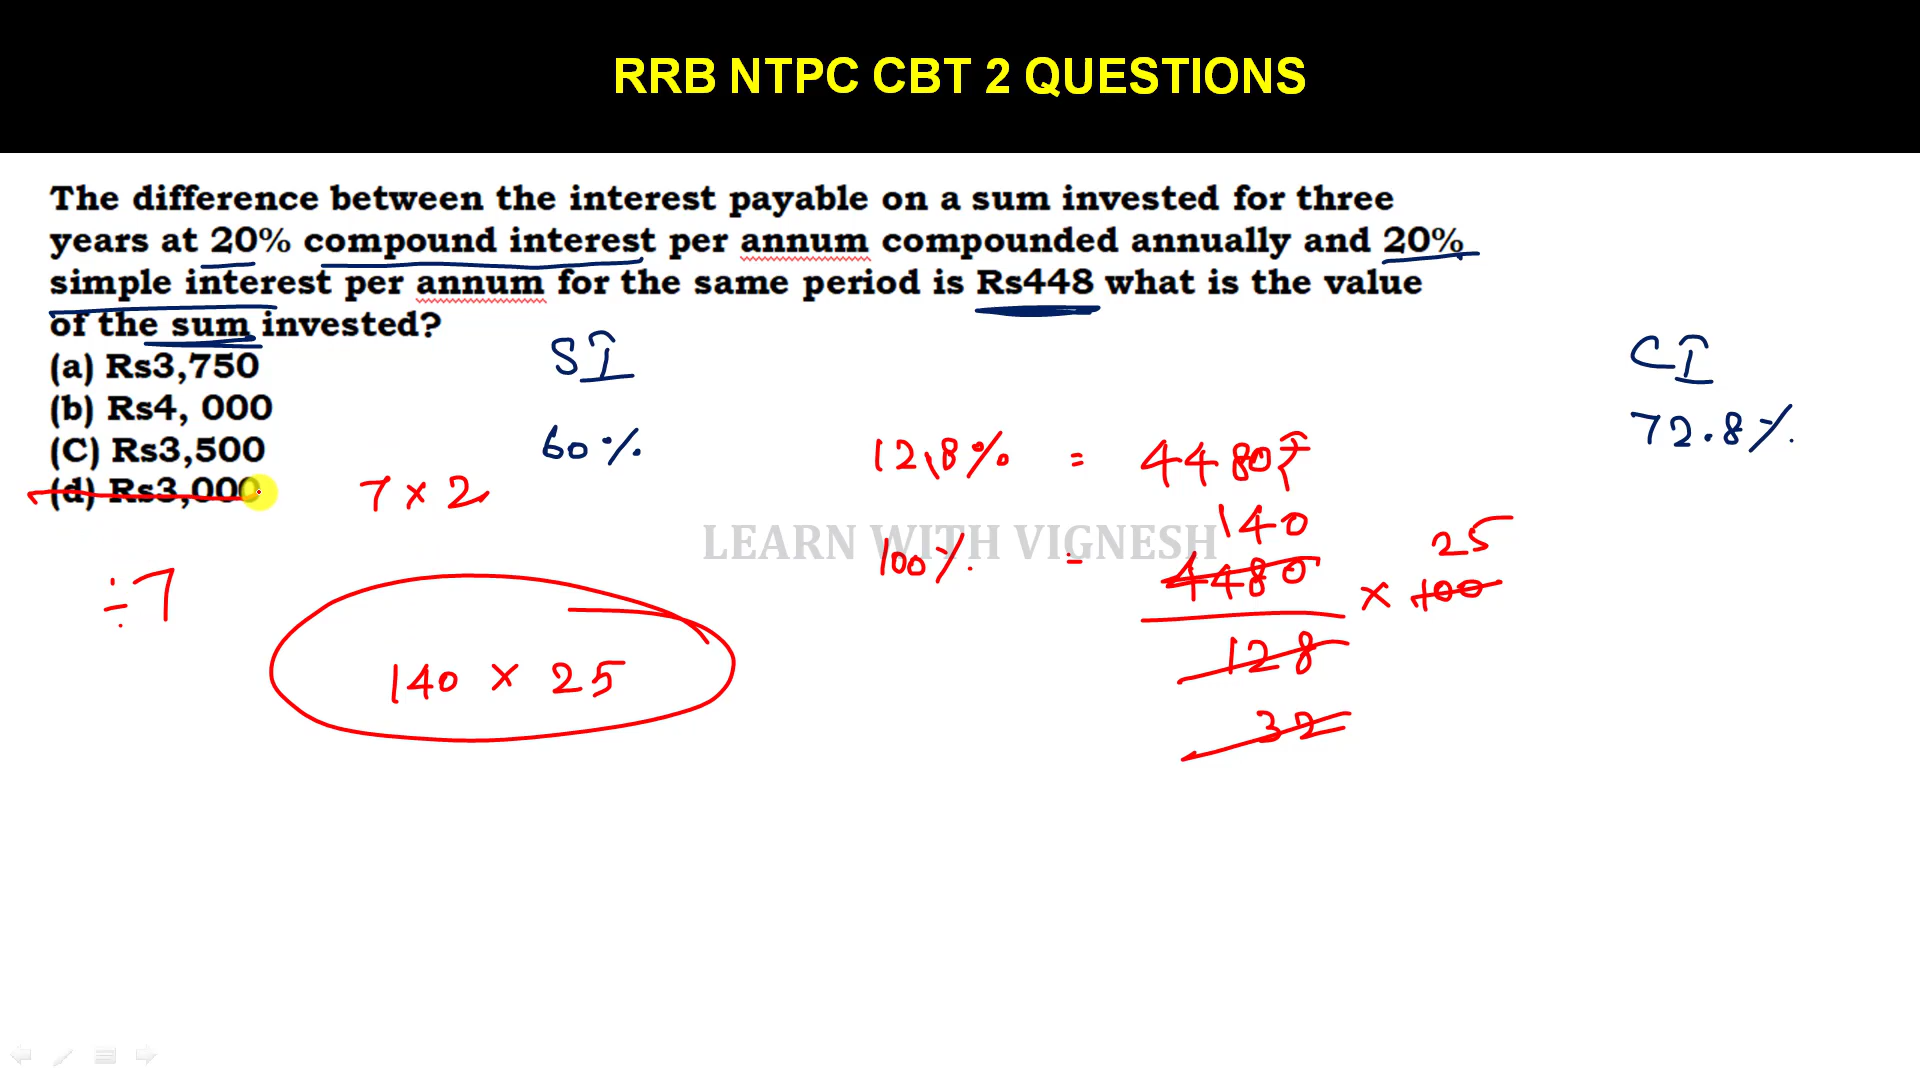 RRB NTPC CBT 2 QUESTIONS
The difference between the interest payable on a sum invested for three
years at 20% compound interest per annum compounded annually and 20%
simple interest per annum for the same period is Rs448 what is the value
of the sum invested?
(a) Rs3,750
(b) Rs4, 000
(C) Rs3,500
(d) Rs3,000
SI
CI
60%
72.8%
12.8% = 4480₹
7 × 2
LEARN WITH VIGNESH
140
25
100% = 4480 × 100
128
32
÷7
140 × 25